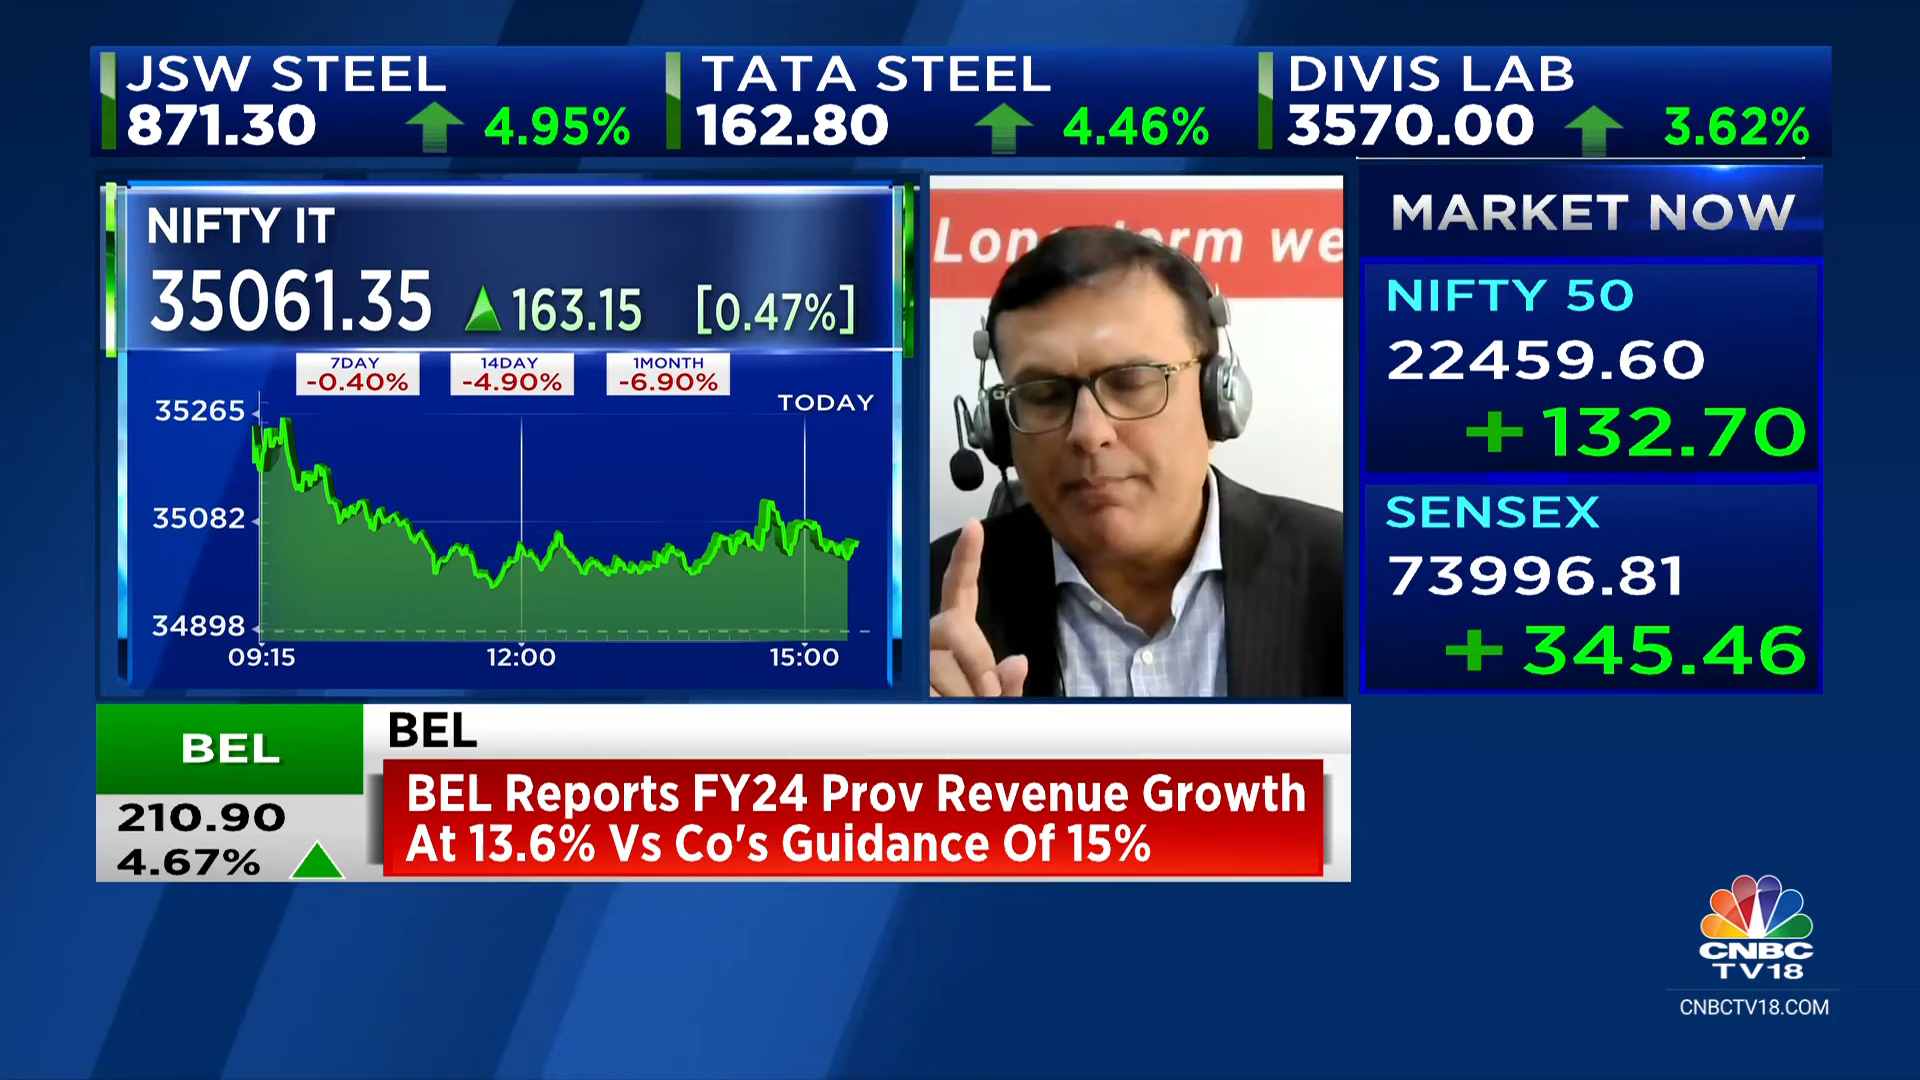 JSW STEEL
871.30 4.95%
TATA STEEL
162.80 4.46%
DIVIS LAB
3570.00 3.62%
NIFTY IT
35061.35 163.15 [0.47%]
7DAY
-0.40%
14DAY
-4.90%
1MONTH
-6.90%
TODAY
35265
35082
34898
09:15 12:00 15:00
MARKET NOW
NIFTY 50
22459.60
+ 132.70
SENSEX
73996.81
+ 345.46
BEL
210.90
4.67%
BEL
BEL Reports FY24 Prov Revenue Growth
At 13.6% Vs Co's Guidance Of 15%
CNBC
TV18
CNBCTV18.COM